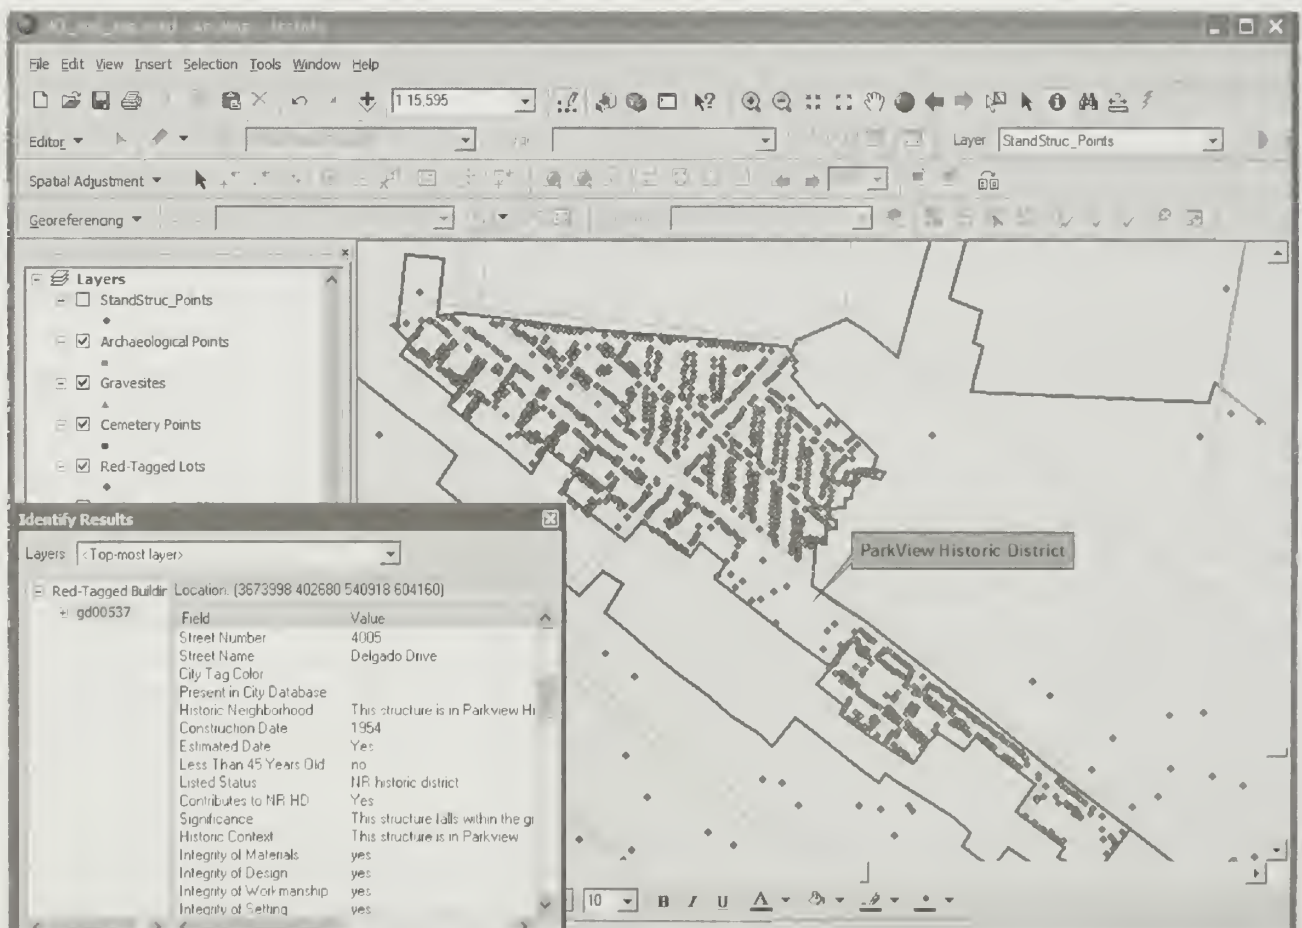 File Edit View Insert Selection Tools Window Help
1 15,595
Editor
Layer StandStruc_Points
Spatial Adjustment
Georeferencing
Layers
StandStruc_Points
Archaeological Points
Gravesites
Cemetery Points
Red-Tagged Lots
ParkView Historic District
Identify Results
Layers <Top-most layer>
Red-Tagged Buildin Location: (3673998 402680 540918 604160)
gd00537
Field Value
Street Number 4005
Street Name Delgado Drive
City Tag Color
Present in City Database
Historic Neighborhood This structure is in Parkview Hi
Construction Date 1954
Estimated Date Yes
Less Than 45 Years Old no
Listed Status NR historic district
Contributes to NR HD Yes
Significance This structure falls within the gi
Historic Context This structure is in Parkview
Integrity of Materials yes
Integrity of Design yes
Integrity of Workmanship yes
Integrity of Setting yes
10 B I U A